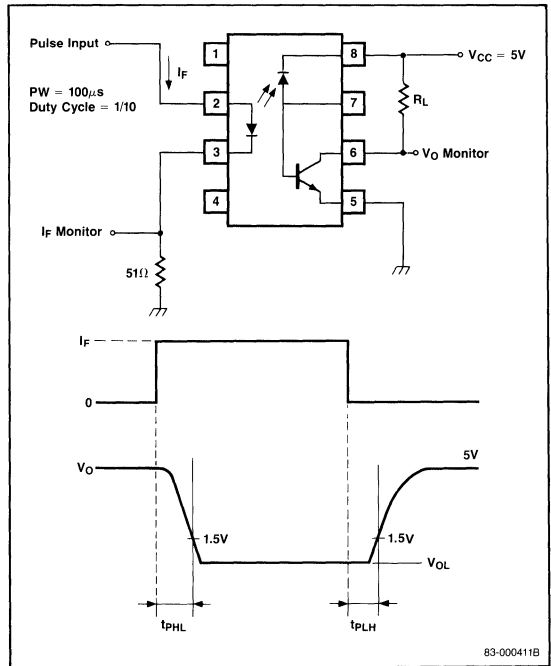 Pulse Input
I_F
PW = 100μs
Duty Cycle = 1/10
1
2
3
4
8
7
6
5
V_CC = 5V
R_L
V_O Monitor
I_F Monitor
51Ω
I_F
0
V_O
5V
1.5V
1.5V
V_OL
t_PHL
t_PLH
83-000411B